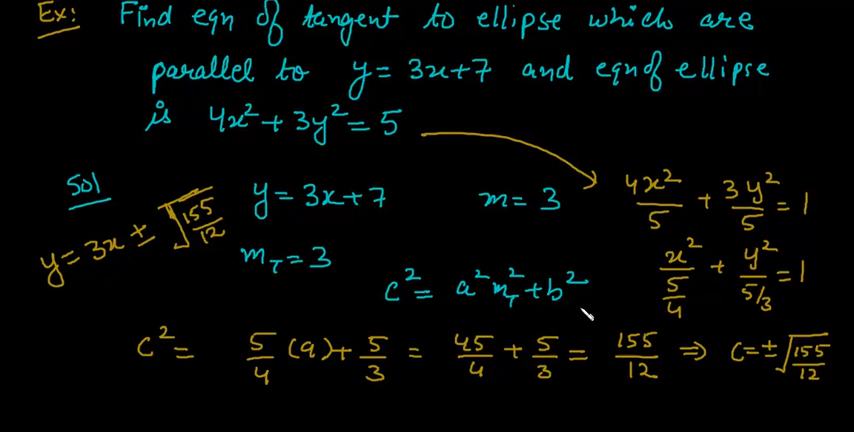 Ex: Find eqn of tangent to ellipse which are
parallel to y = 3x+7 and eqn of ellipse
is 4x² + 3y² = 5
Sol
y = 3x+7
m = 3
4x²/5 + 3y²/5 = 1
y = 3x ± √(155/12)
m_T = 3
x²/(5/4) + y²/(5/3) = 1
c² = a²m_T² + b²
c² = 5/4 (9) + 5/3 = 45/4 + 5/3 = 155/12 ⇒ c = ±√(155/12)